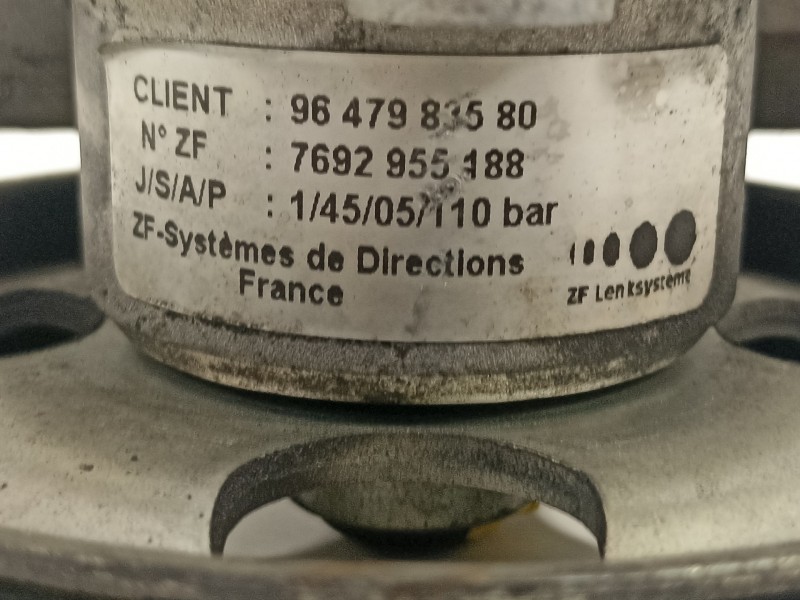 CLIENT : 96 479 835 80
N° ZF : 7692 955 188
J/S/A/P : 1/45/05/110 bar
ZF-Systèmes de Directions
France
ZF Lenksysteme